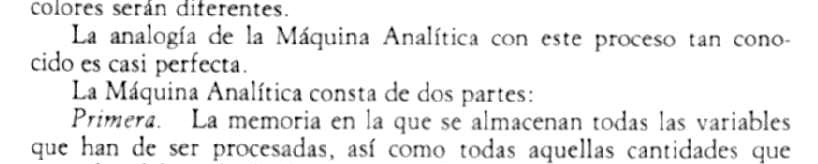 colores serán diferentes.
La analogía de la Máquina Analítica con este proceso tan cono-
cido es casi perfecta.
La Máquina Analítica consta de dos partes:
Primera. La memoria en la que se almacenan todas las variables
que han de ser procesadas, así como todas aquellas cantidades que